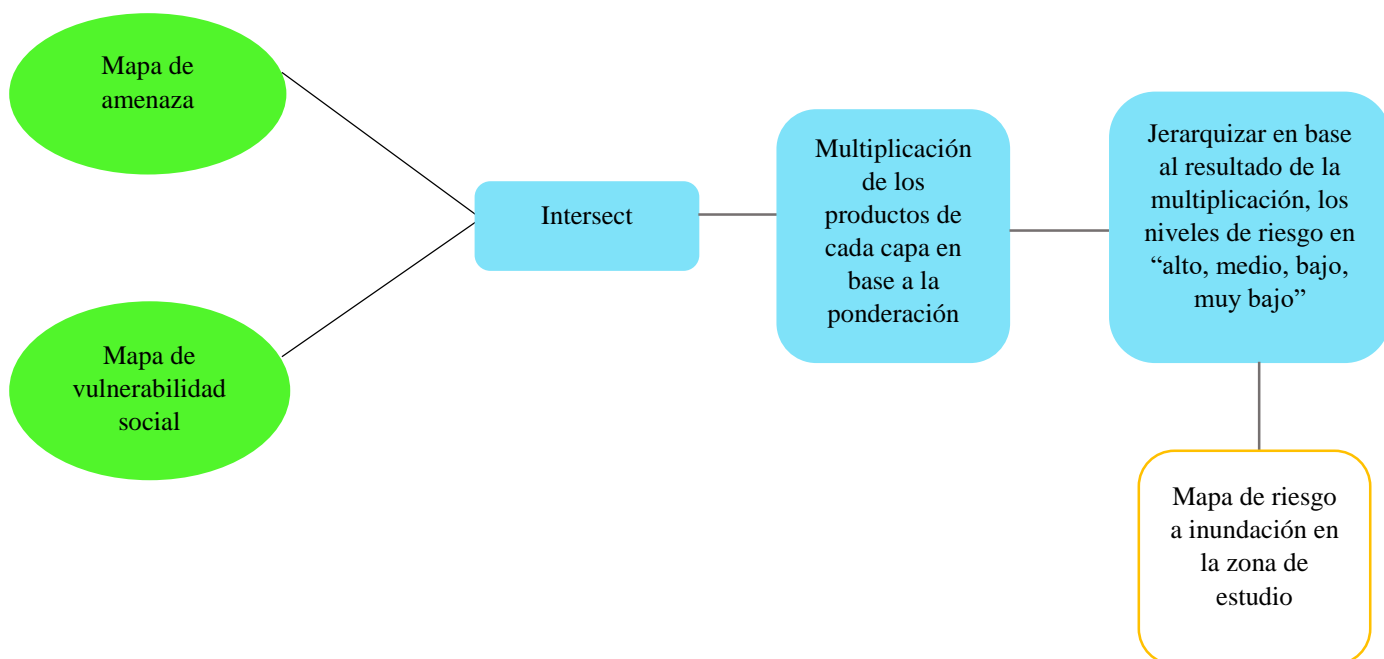 Mapa de
amenaza
Mapa de
vulnerabilidad
social
Intersect
Multiplicación
de los
productos de
cada capa en
base a la
ponderación
Jerarquizar en base
al resultado de la
multiplicación, los
niveles de riesgo en
“alto, medio, bajo,
muy bajo”
Mapa de riesgo
a inundación en
la zona de
estudio